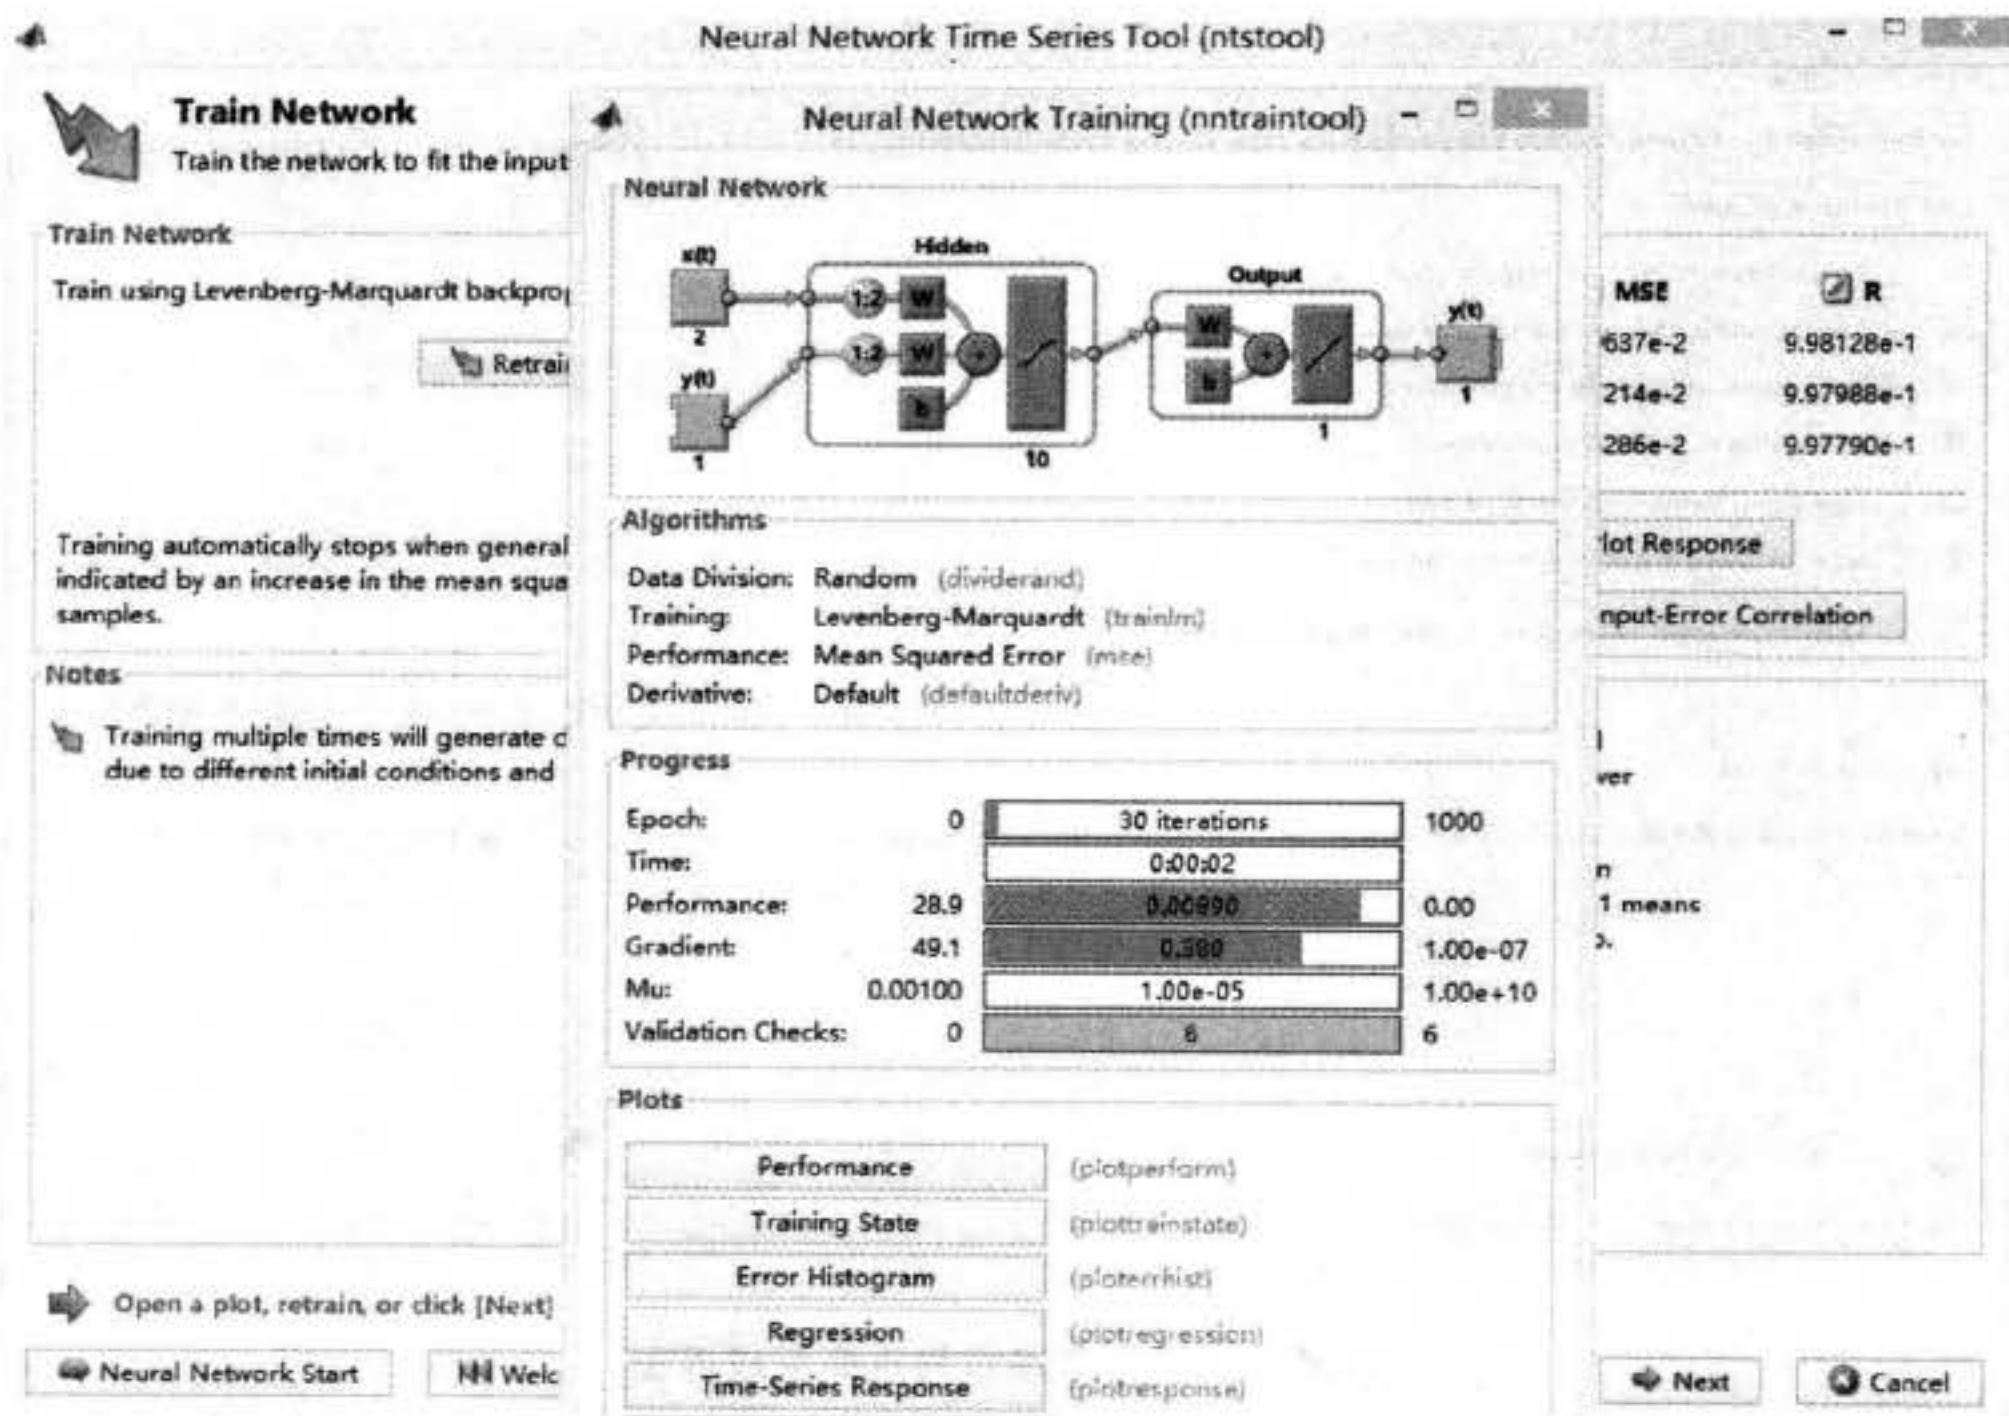 Neural Network Time Series Tool (ntstool)
Train Network
Train the network to fit the input
Train Network
Train using Levenberg-Marquardt backprop
Retrain
Training automatically stops when general
indicated by an increase in the mean squa
samples.
Notes
Training multiple times will generate d
due to different initial conditions and
Open a plot, retrain, or click [Next]
Neural Network Start
Welc
Neural Network Training (nntraintool)
Neural Network
x(t)
2
y(t)
1
Hidden
1:2 W
1:2 W
b
+
10
Output
W
b
+
1
y(t)
1
Algorithms
Data Division: Random (dividerand)
Training: Levenberg-Marquardt (trainlm)
Performance: Mean Squared Error (mse)
Derivative: Default (defaultderiv)
Progress
Epoch: 0 30 iterations 1000
Time: 0:00:02
Performance: 28.9 0.00890 0.00
Gradient: 49.1 0.380 1.00e-07
Mu: 0.00100 1.00e-05 1.00e+10
Validation Checks: 0 6 6
Plots
Performance (plotperform)
Training State (plottrainstate)
Error Histogram (ploterrhist)
Regression (plotregression)
Time-Series Response (plotresponse)
MSE R
637e-2 9.98128e-1
214e-2 9.97988e-1
286e-2 9.97790e-1
lot Response
nput-Error Correlation
ver
n
1 means
o.
Next
Cancel